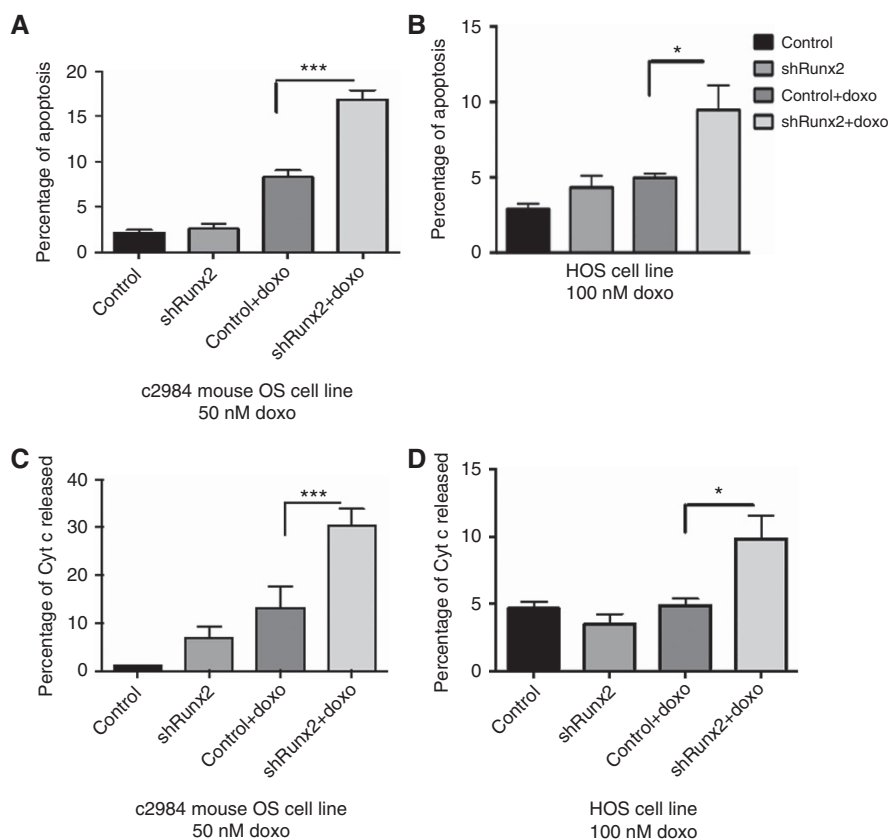 A
Percentage of apoptosis
20
15
10
5
0
***
Control
shRunx2
Control+doxo
shRunx2+doxo
c2984 mouse OS cell line
50 nM doxo
B
Percentage of apoptosis
15
10
5
0
*
HOS cell line
100 nM doxo
Control
shRunx2
Control+doxo
shRunx2+doxo
C
Percentage of Cyt c released
40
30
20
10
0
***
Control
shRunx2
Control+doxo
shRunx2+doxo
c2984 mouse OS cell line
50 nM doxo
D
Percentage of Cyt c released
15
10
5
0
*
Control
shRunx2
Control+doxo
shRunx2+doxo
HOS cell line
100 nM doxo